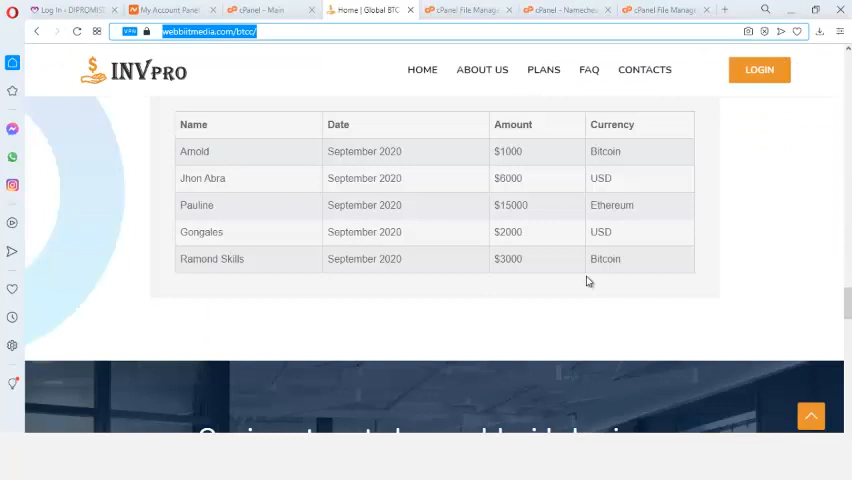 Log In - DIPROMIST
My Account Panel
cPanel - Main
Home | Global BTC
cPanel File Manag
cPanel - Nameche
cPanel File Manag
VPN
webbiitmedia.com/btcc/
INVPRO
HOME
ABOUT US
PLANS
FAQ
CONTACTS
LOGIN
Name Date Amount Currency
Arnold September 2020 $1000 Bitcoin
Jhon Abra September 2020 $6000 USD
Pauline September 2020 $15000 Ethereum
Gongales September 2020 $2000 USD
Ramond Skills September 2020 $3000 Bitcoin